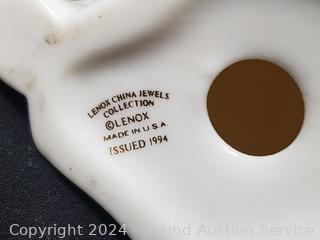 LENOX CHINA JEWELS
COLLECTION
©LENOX
MADE IN U.S.A.
ISSUED 1994
Copyright 2024 - Sound Auction Service